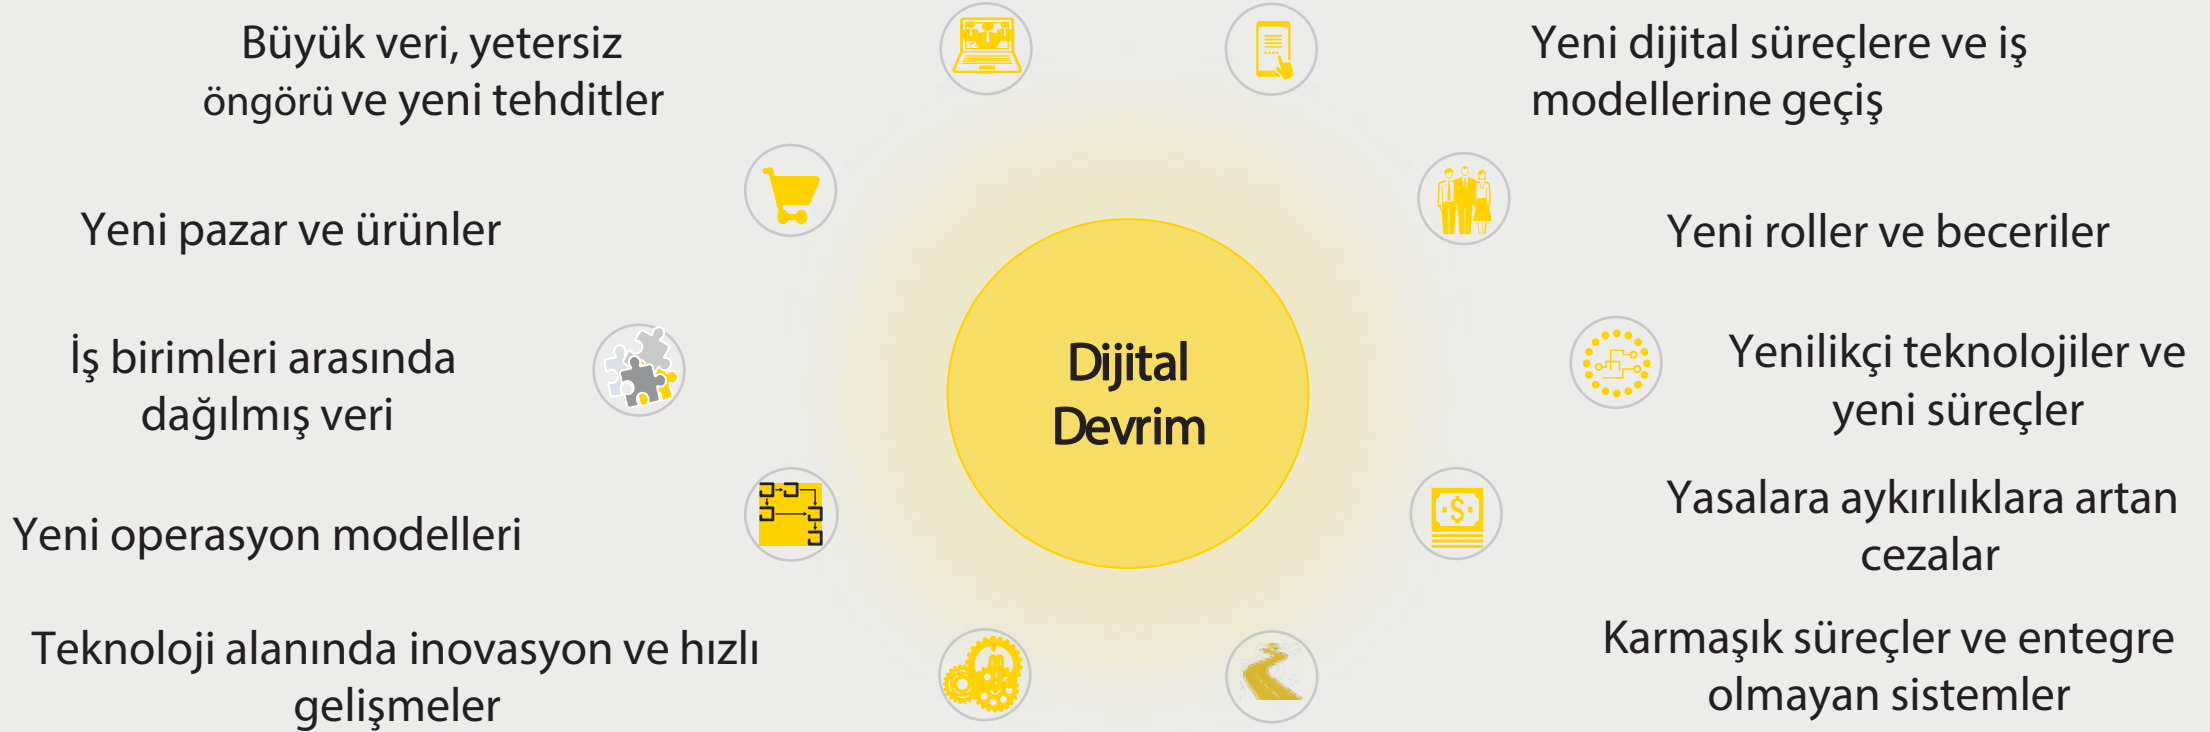 Büyük veri, yetersiz
öngörü ve yeni tehditler
Yeni pazar ve ürünler
İş birimleri arasında
dağılmış veri
Yeni operasyon modelleri
Teknoloji alanında inovasyon ve hızlı
gelişmeler
Dijital
Devrim
Yeni dijital süreçlere ve iş
modellerine geçiş
Yeni roller ve beceriler
Yenilikçi teknolojiler ve
yeni süreçler
Yasalara aykırılıklara artan
cezalar
Karmaşık süreçler ve entegre
olmayan sistemler